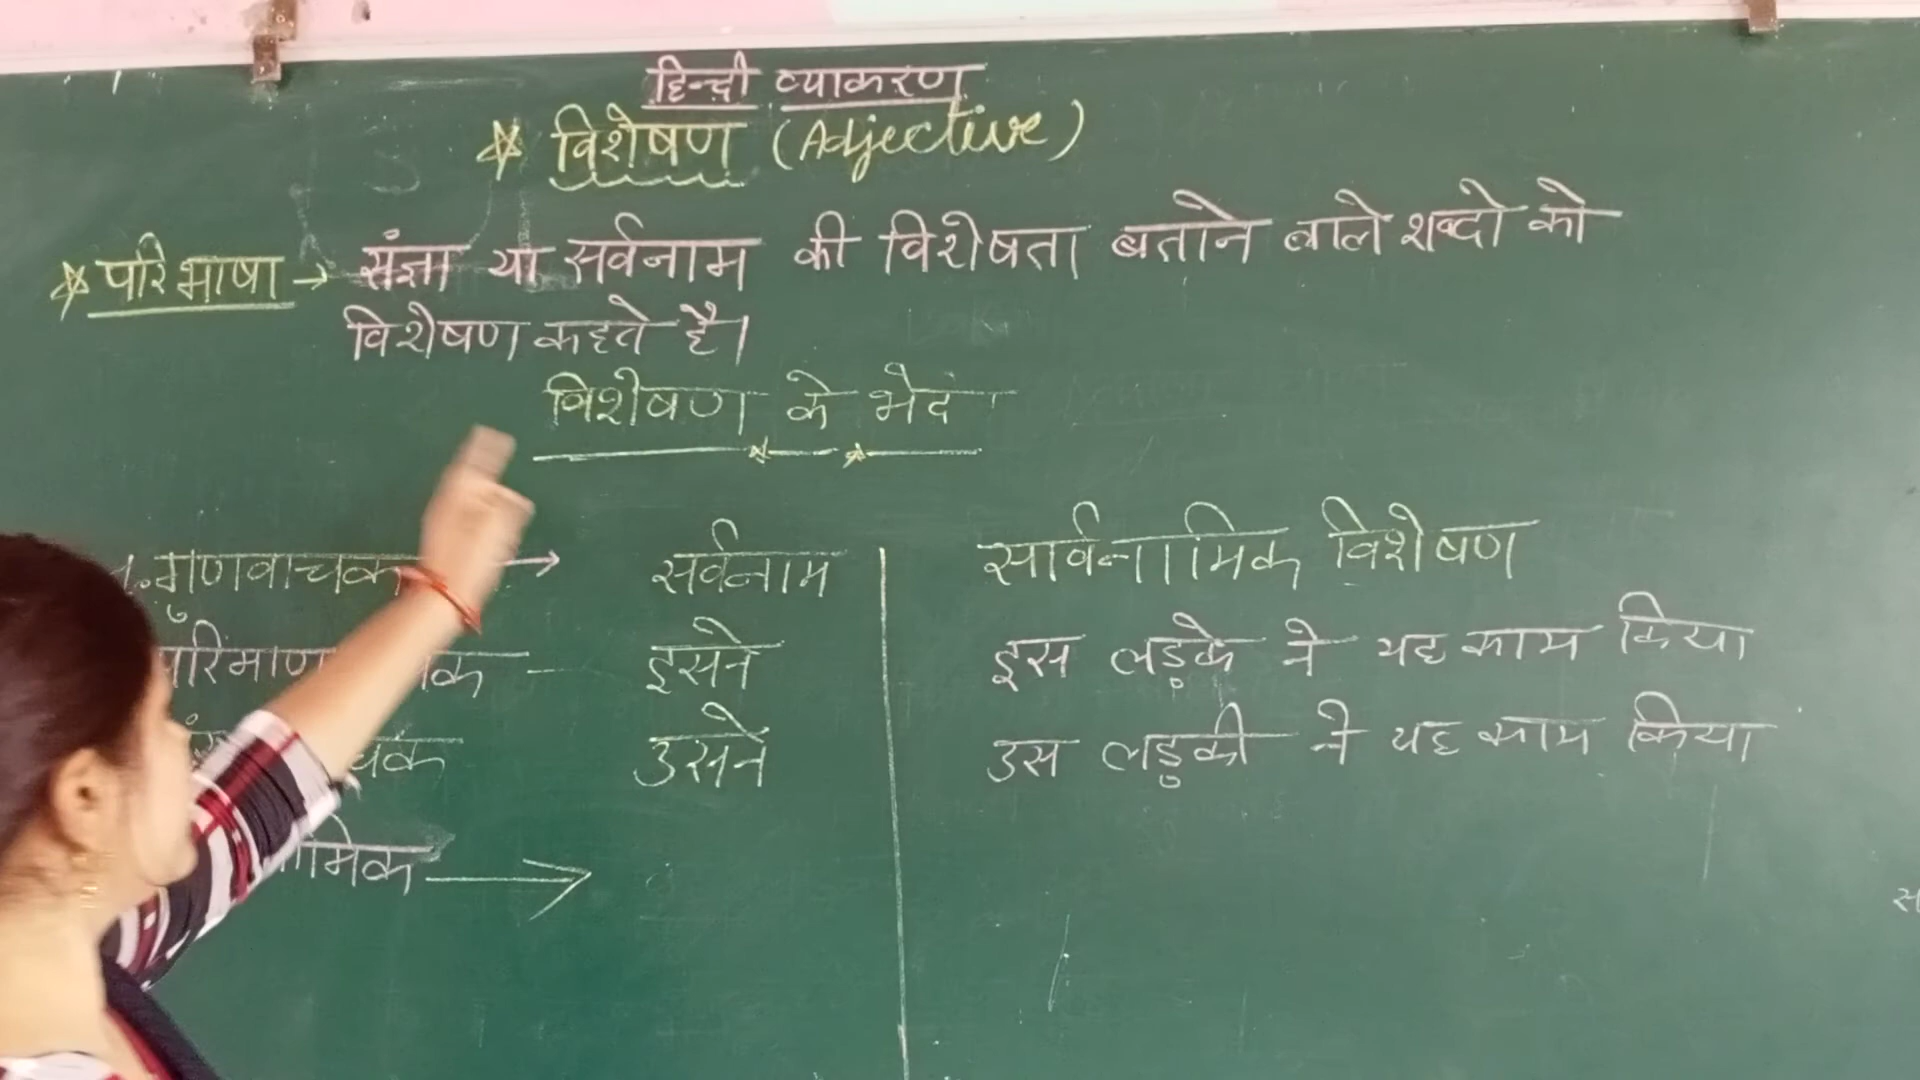 हिन्दी व्याकरण
* विशेषण (Adjective)
* परिभाषा → संज्ञा या सर्वनाम की विशेषता बताने वाले शब्दो को
विशेषण कहते है।
विशेषण के भेद
गुणवाचक → सर्वनाम | सार्वनामिक विशेषण
इसने | इस लड़के ने यह काम किया
उसने | उस लड़की ने यह काम किया